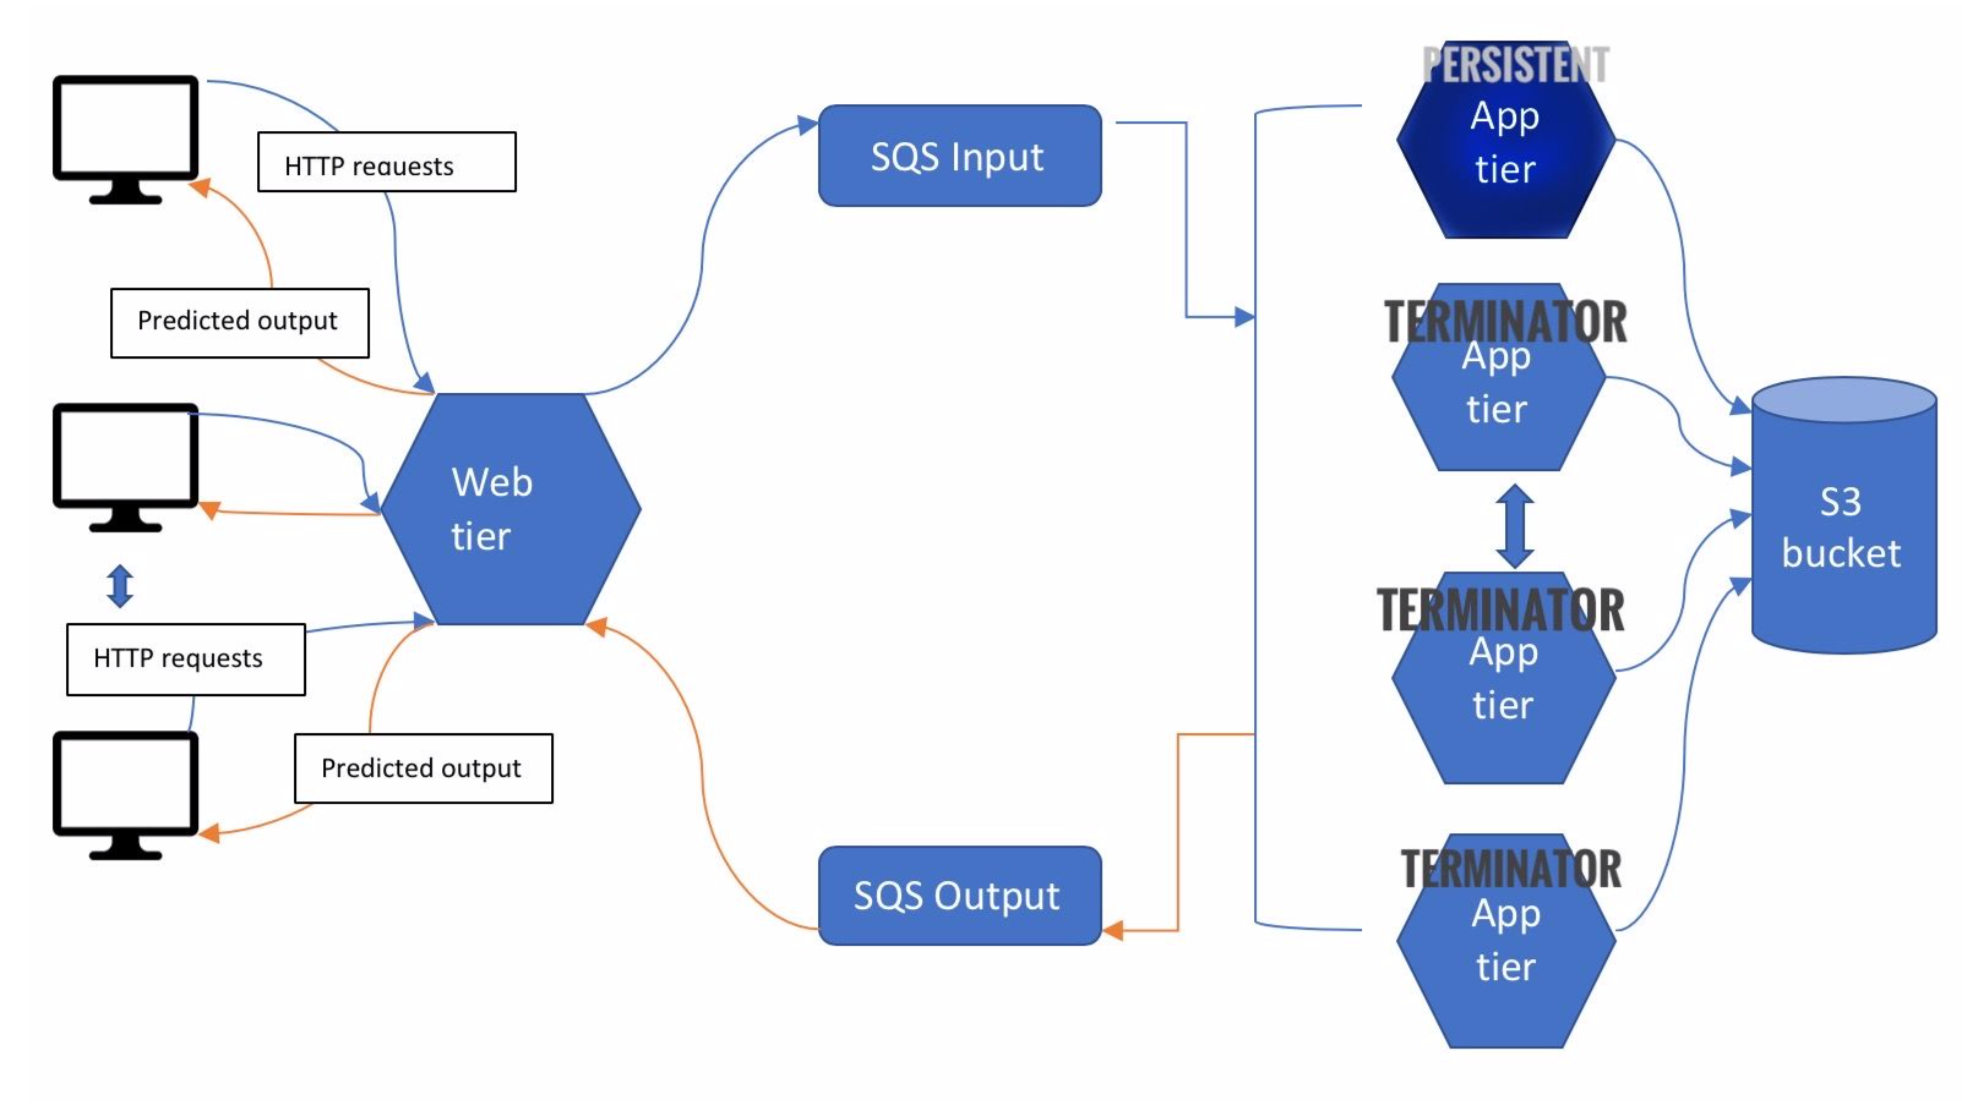 HTTP requests
Predicted output
Web
tier
HTTP requests
Predicted output
SQS Input
SQS Output
PERSISTENT
App
tier
TERMINATOR
App
tier
TERMINATOR
App
tier
TERMINATOR
App
tier
S3
bucket